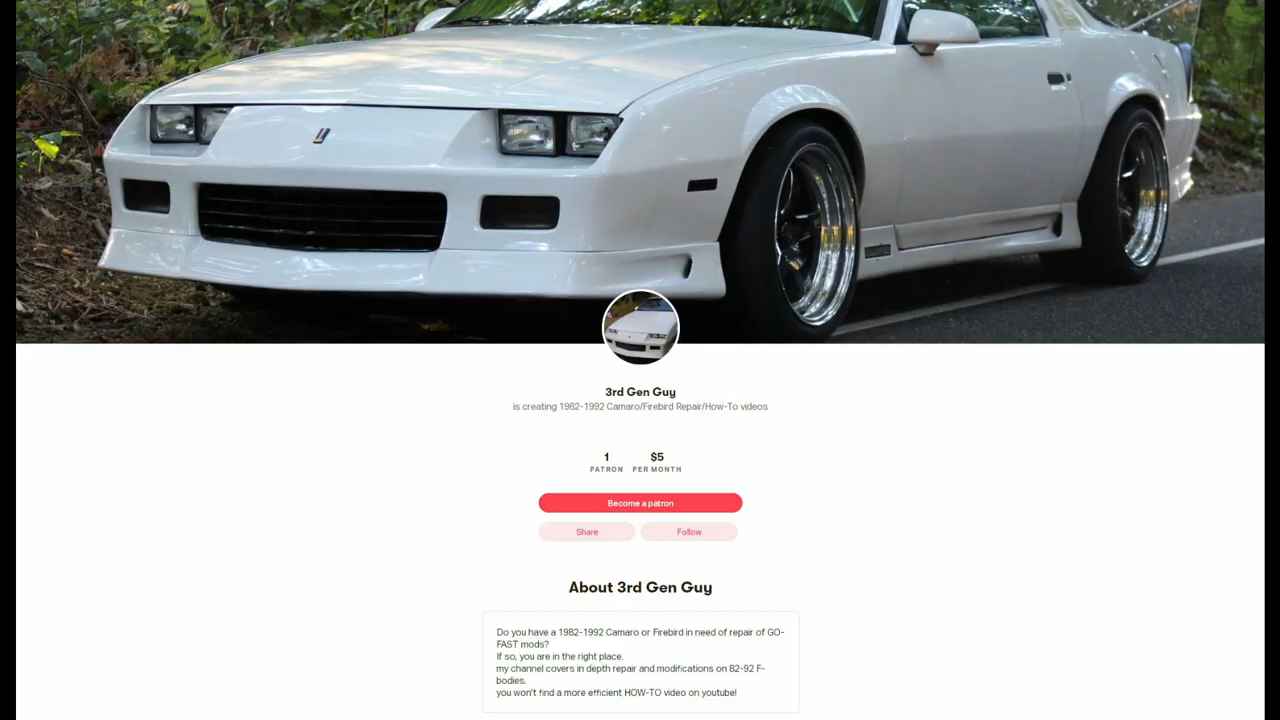 3rd Gen Guy
is creating 1982-1992 Camaro/Firebird Repair/How-To videos
1 $5
PATRON PER MONTH
Become a patron
Share Follow
About 3rd Gen Guy
Do you have a 1982-1992 Camaro or Firebird in need of repair of GO-
FAST mods?
If so, you are in the right place.
my channel covers in depth repair and modifications on 82-92 F-
bodies.
you won't find a more efficient HOW-TO video on youtube!